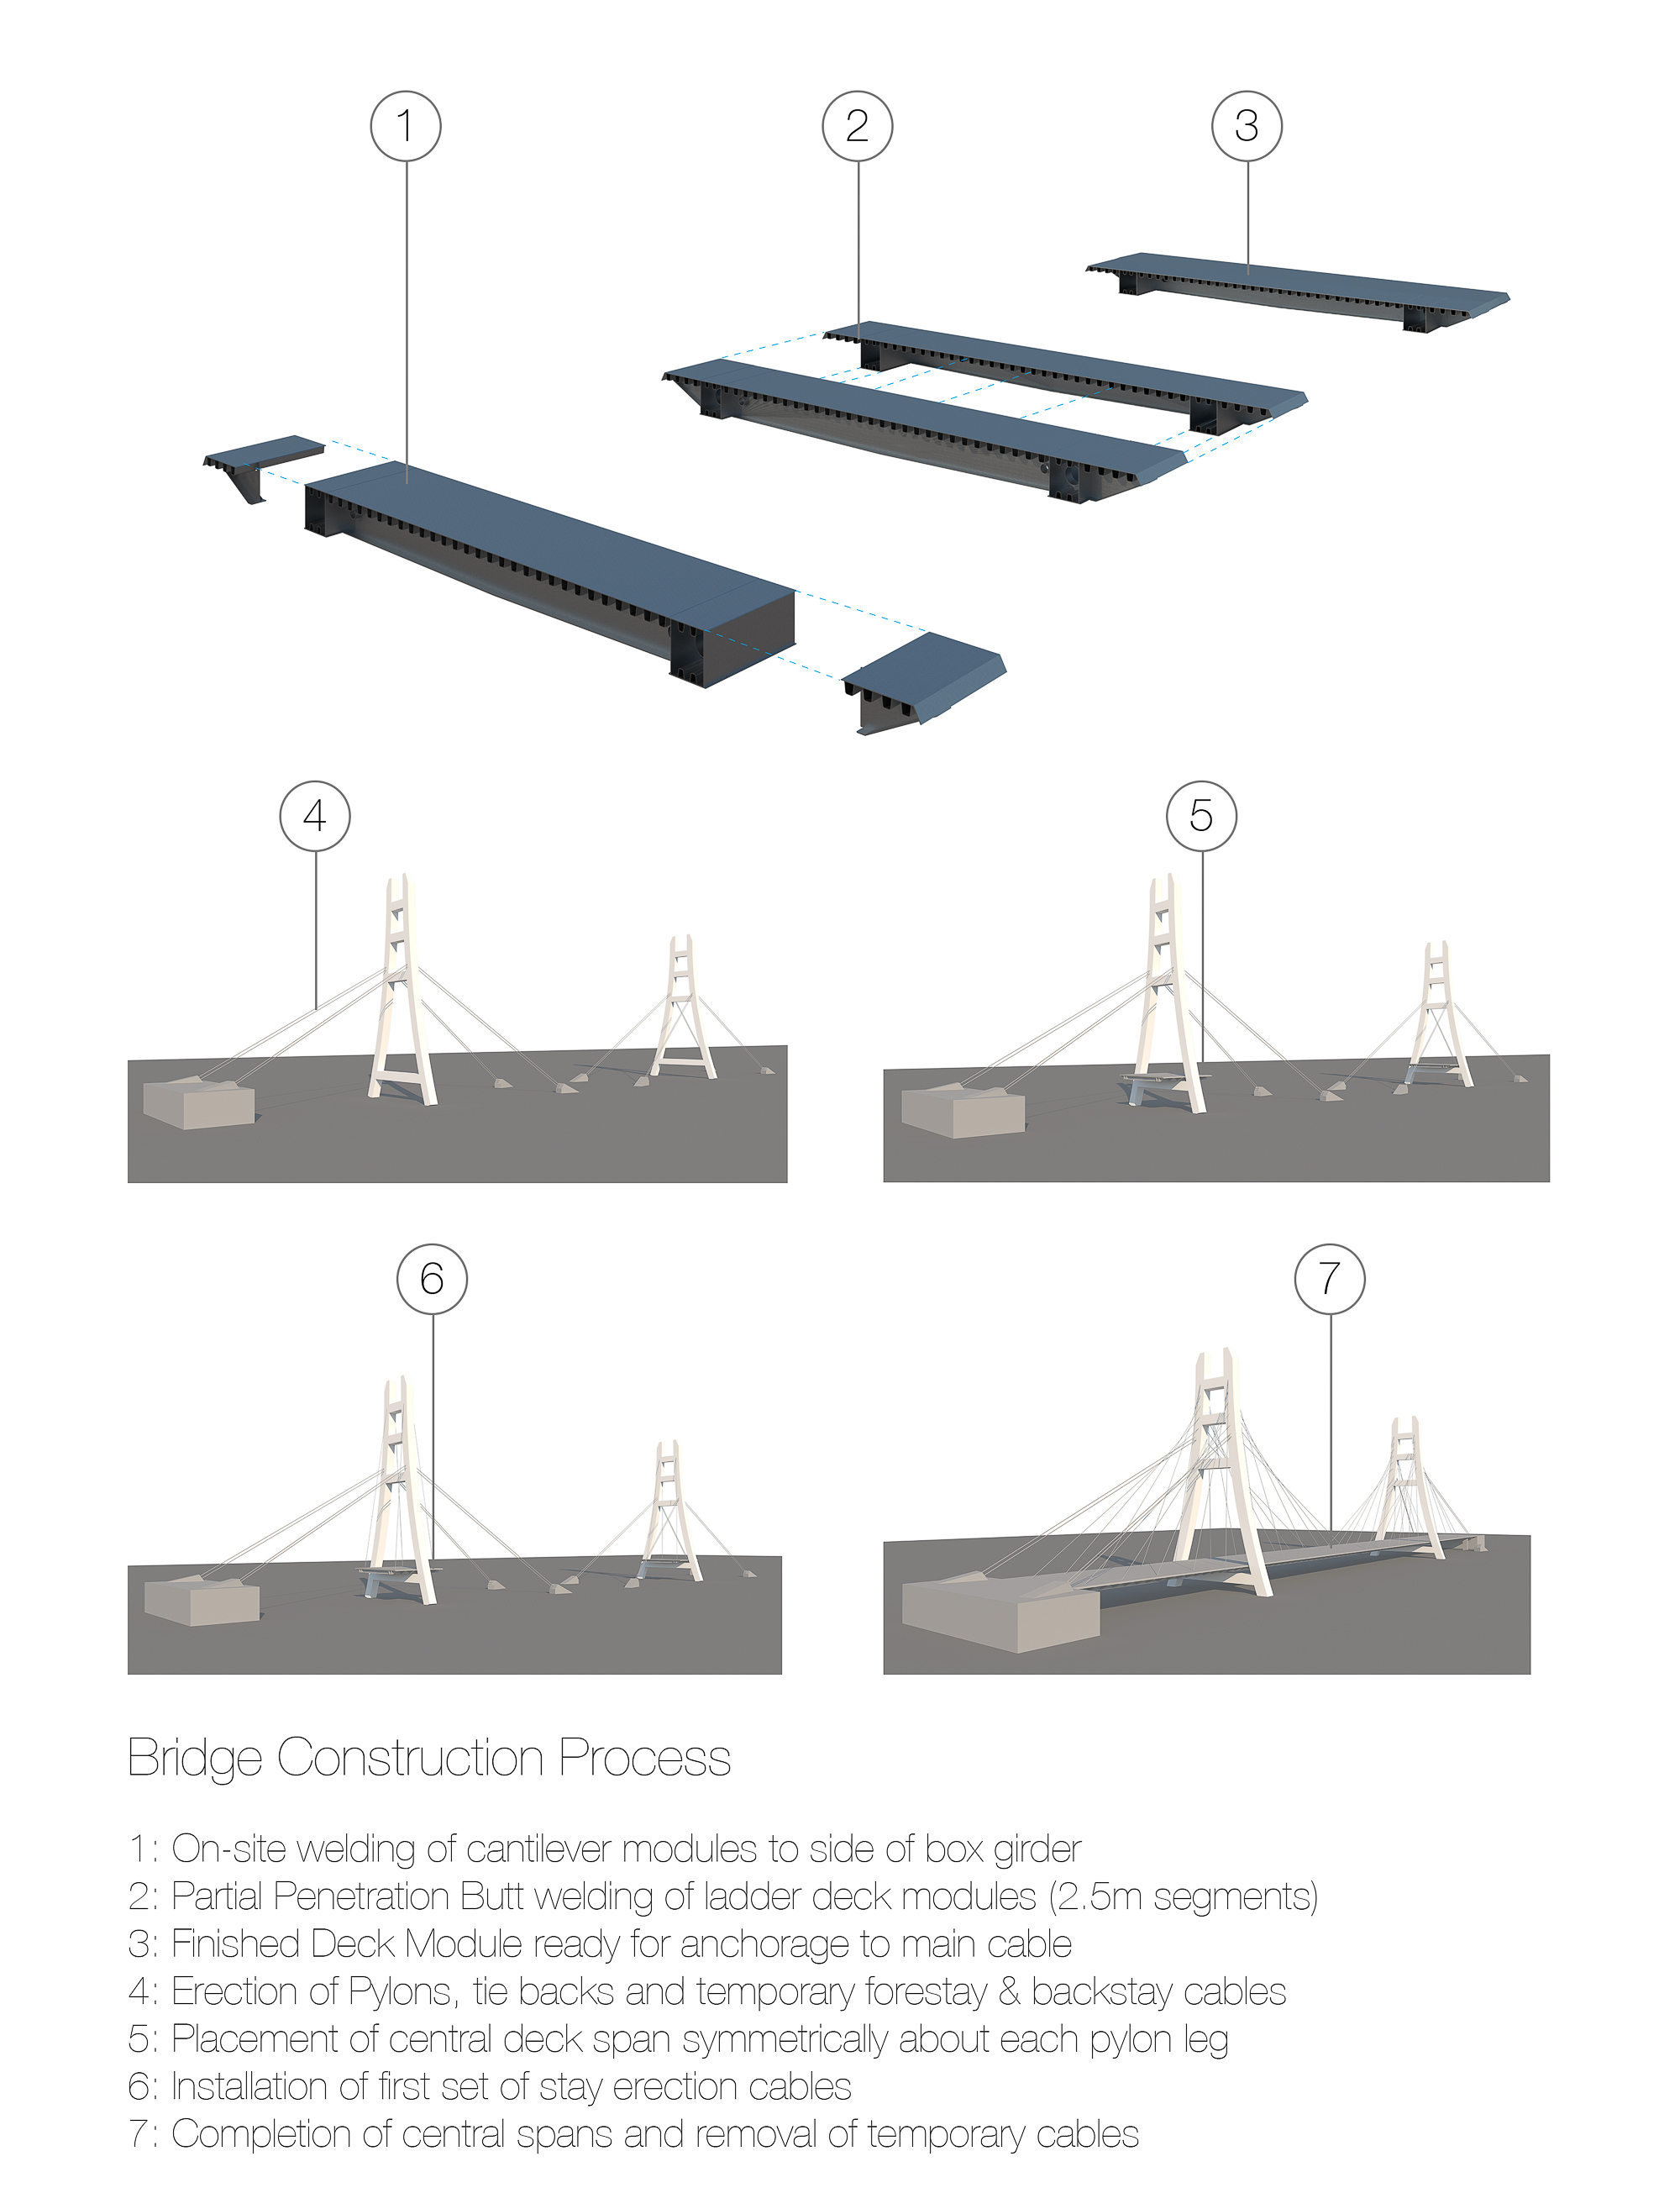 1
2
3
4
5
6
7
Bridge Construction Process
1: On-site welding of cantilever modules to side of box girder
2: Partial Penetration Butt welding of ladder deck modules (2.5m segments)
3: Finished Deck Module ready for anchorage to main cable
4: Erection of Pylons, tie backs and temporary forestay & backstay cables
5: Placement of central deck span symmetrically about each pylon leg
6: Installation of first set of stay erection cables
7: Completion of central spans and removal of temporary cables